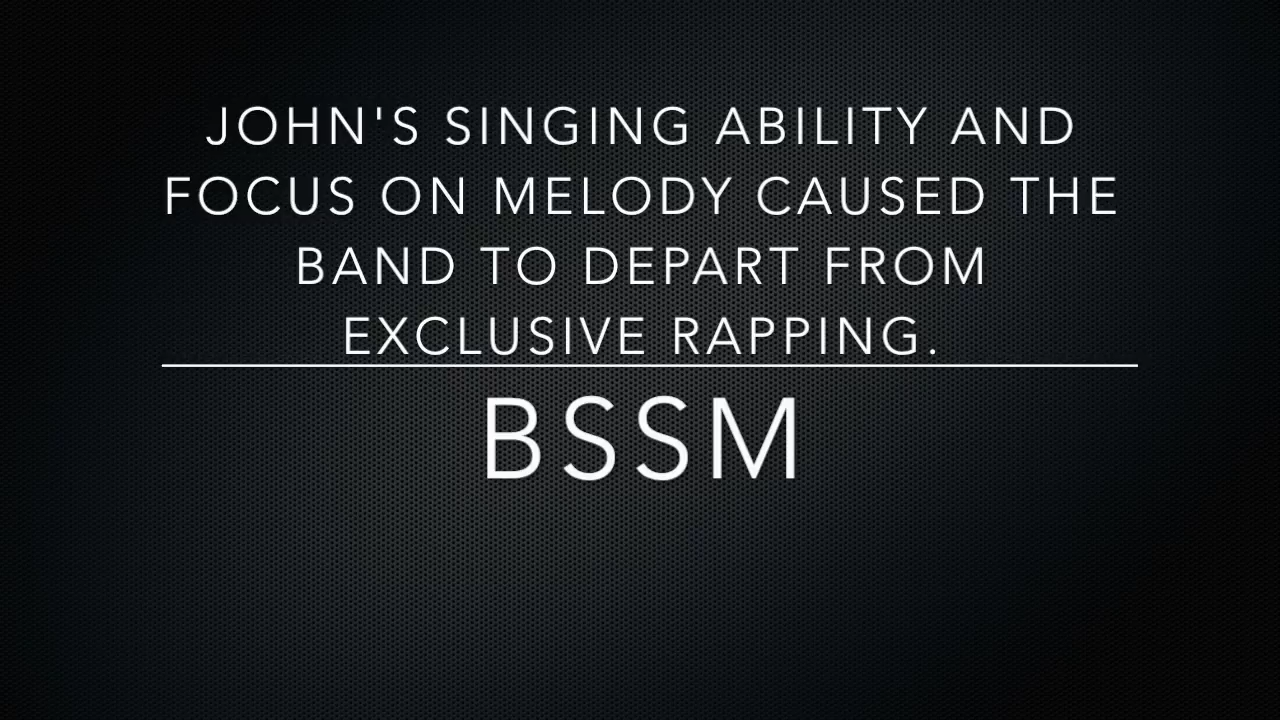 JOHN'S SINGING ABILITY AND
FOCUS ON MELODY CAUSED THE
BAND TO DEPART FROM
EXCLUSIVE RAPPING.
BSSM